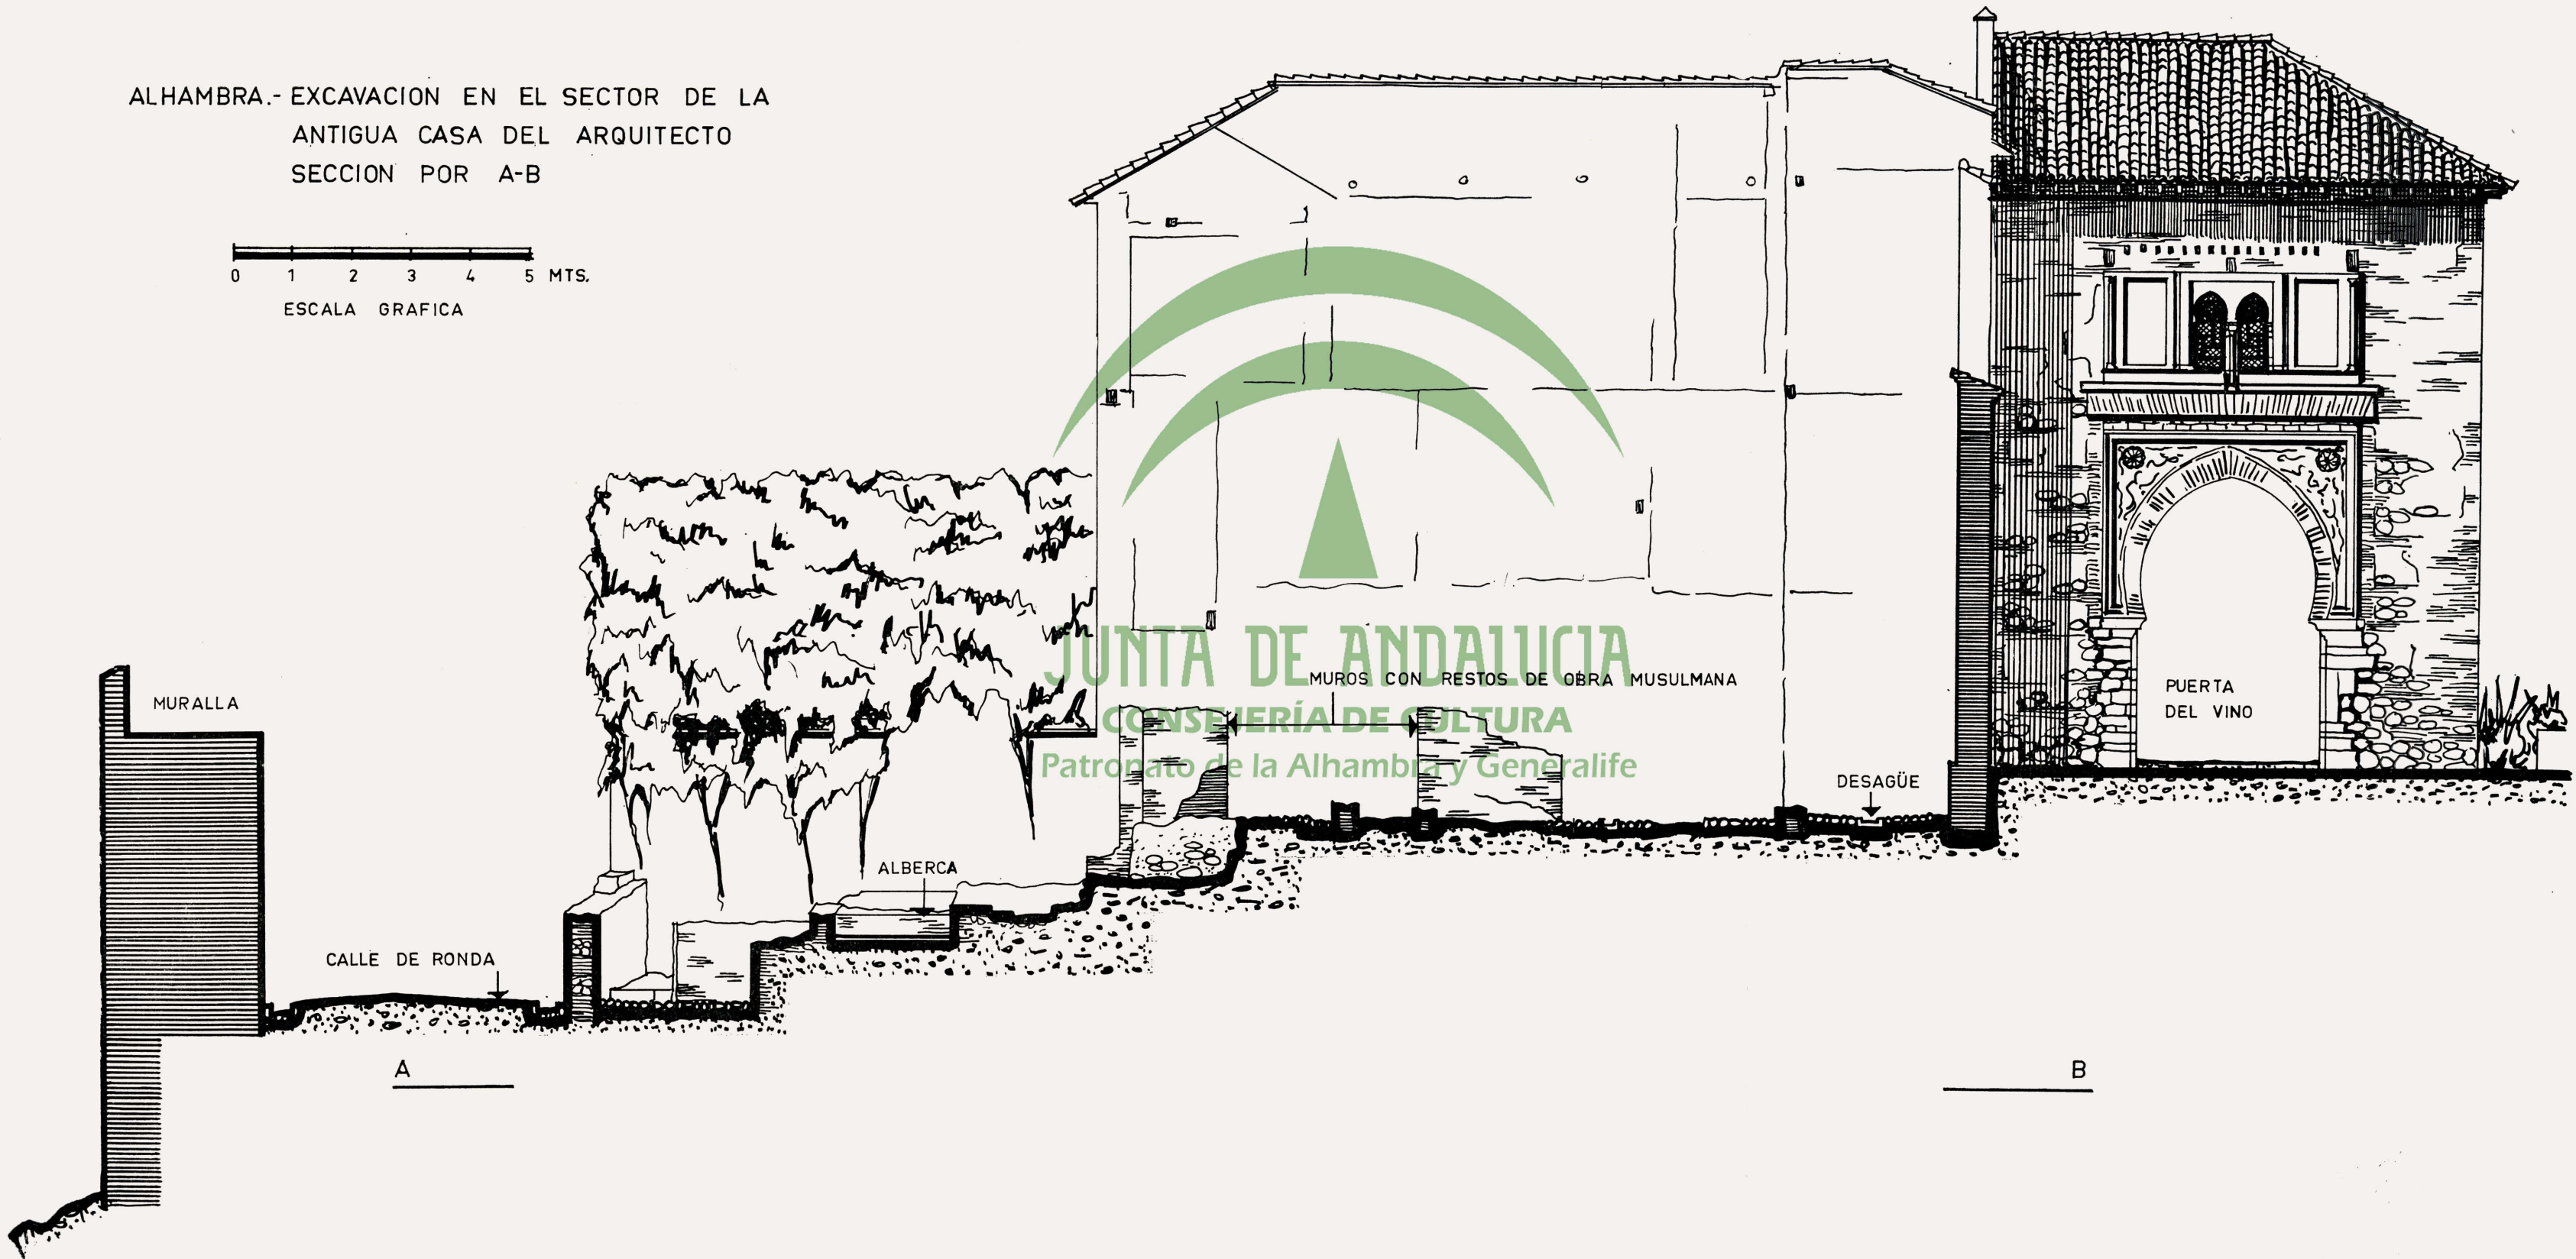 ALHAMBRA.- EXCAVACION EN EL SECTOR DE LA
ANTIGUA CASA DEL ARQUITECTO
SECCION POR A-B
0 1 2 3 4 5 MTS.
ESCALA GRAFICA
MURALLA
CALLE DE RONDA
ALBERCA
JUNTA DE ANDALUCIA
MUROS CON RESTOS DE OBRA MUSULMANA
CONSEJERÍA DE CULTURA
Patronato de la Alhambra y Generalife
DESAGÜE
PUERTA
DEL VINO
A
B